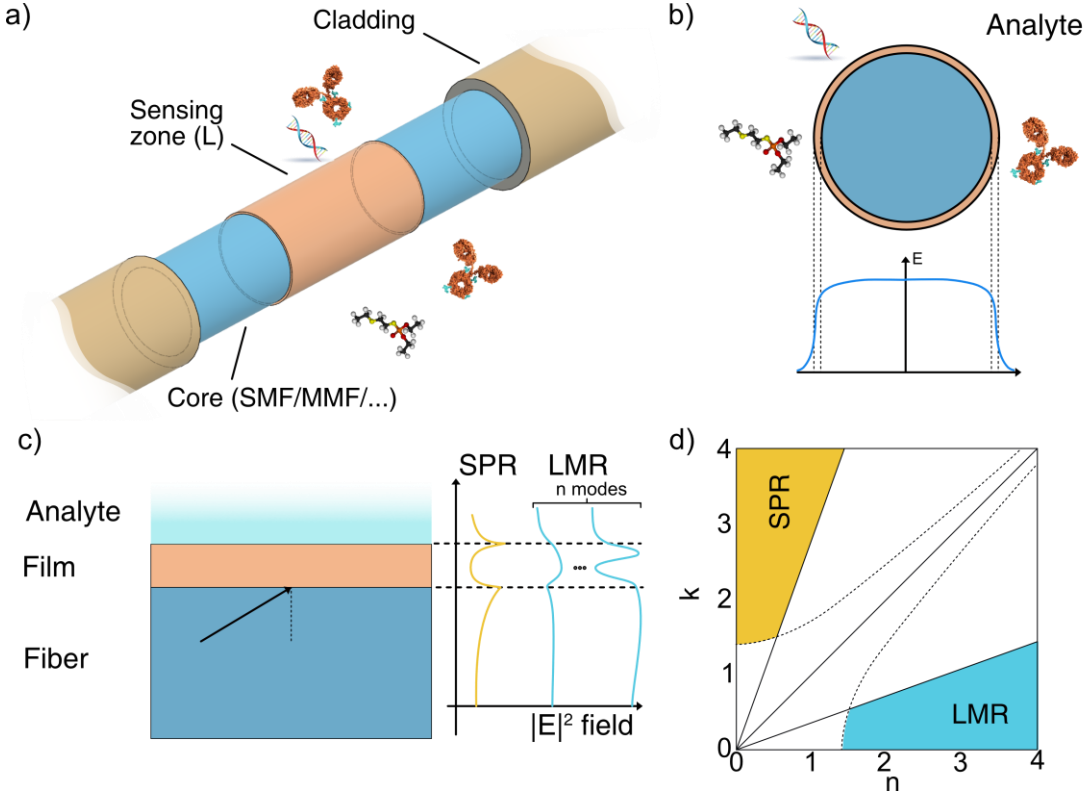 a)
Cladding
Sensing
zone (L)
Core (SMF/MMF/...)
b)
Analyte
E
c)
SPR
LMR
n modes
Analyte
Film
Fiber
|E|² field
d)
4
3
2
1
0
k
SPR
LMR
0
1
2
3
4
n